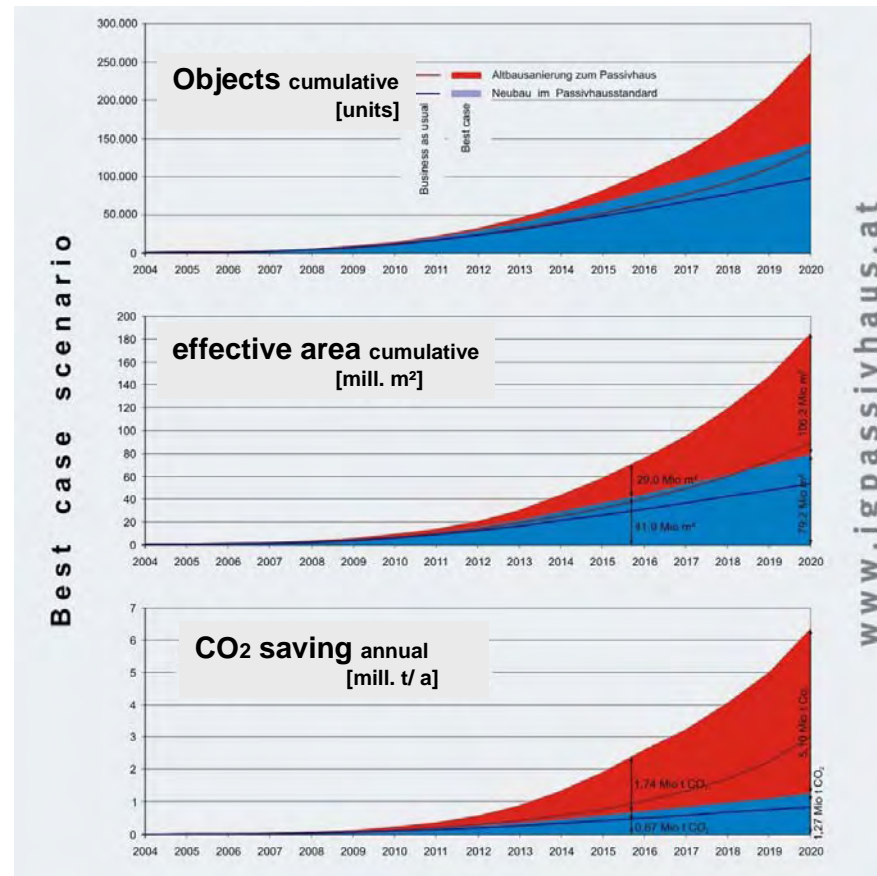 Best case scenario
300.000
250.000
200.000
150.000
100.000
50.000
0
Objects cumulative
[units]
Altbausanierung zum Passivhaus
Neubau im Passivhausstandard
Business as usual
Best case
2004 2005 2006 2007 2008 2009 2010 2011 2012 2013 2014 2015 2016 2017 2018 2019 2020
200
180
160
140
120
100
80
60
40
20
0
effective area cumulative
[mill. m²]
29,0 Mio m²
41,9 Mio m²
106,2 Mio m²
79,2 Mio m²
2004 2005 2006 2007 2008 2009 2010 2011 2012 2013 2014 2015 2016 2017 2018 2019 2020
7
6
5
4
3
2
1
0
CO2 saving annual
[mill. t/ a]
1,74 Mio t CO₂
0,67 Mio t CO₂
5,10 Mio t CO₂
1,27 Mio t CO₂
2004 2005 2006 2007 2008 2009 2010 2011 2012 2013 2014 2015 2016 2017 2018 2019 2020
www.igpassivhaus.at